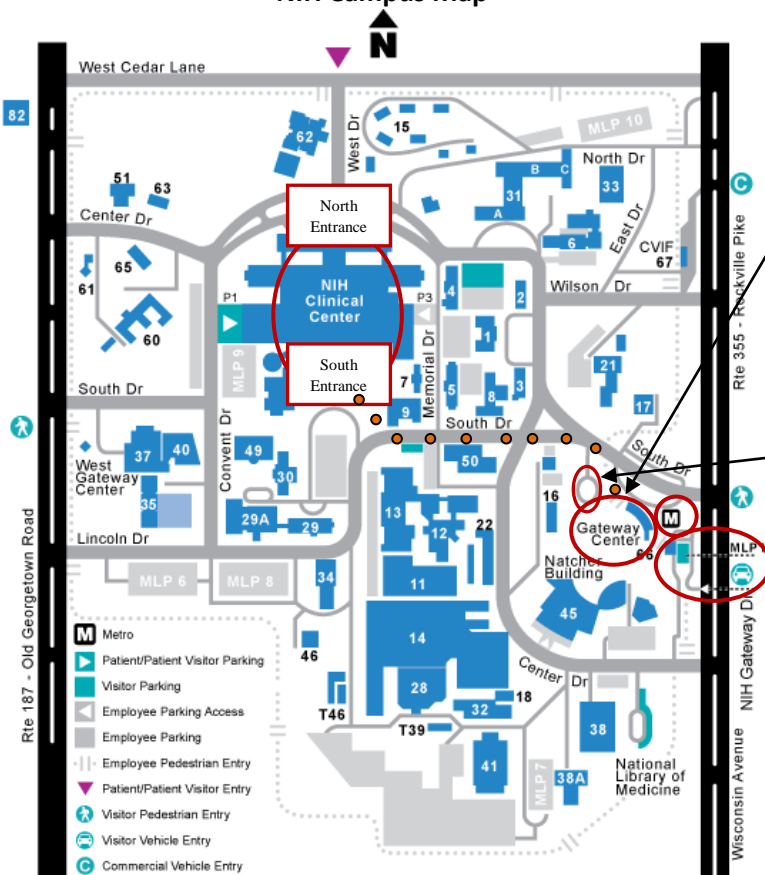 N
West Cedar Lane
82
62
West Dr
15
MLP 10
51
63
Center Dr
North Dr
B
C
31
A
33
North
Entrance
East Dr
6
CVIF
67
65
61
60
NIH
Clinical
Center
P1
P3
4
2
1
Wilson Dr
Rte 355 - Rockville Pike
MLP 9
South
Entrance
7
Memorial Dr
5
8
3
21
17
South Dr
9
South Dr
South Dr
37
40
West
Gateway
Center
35
Convent Dr
49
30
50
16
M
Gateway
Center
66
MLP
29A
29
13
12
22
Lincoln Dr
Natcher
Building
45
MLP 6
MLP 8
34
11
14
46
28
T46
T39
32
18
Center Dr
38
NIH Gateway Dr
41
MLP 7
38A
National
Library of
Medicine
Wisconsin Avenue
Rte 187 - Old Georgetown Road
M Metro
Patient/Patient Visitor Parking
Visitor Parking
Employee Parking Access
Employee Parking
Employee Pedestrian Entry
Patient/Patient Visitor Entry
Visitor Pedestrian Entry
Visitor Vehicle Entry
C Commercial Vehicle Entry
C